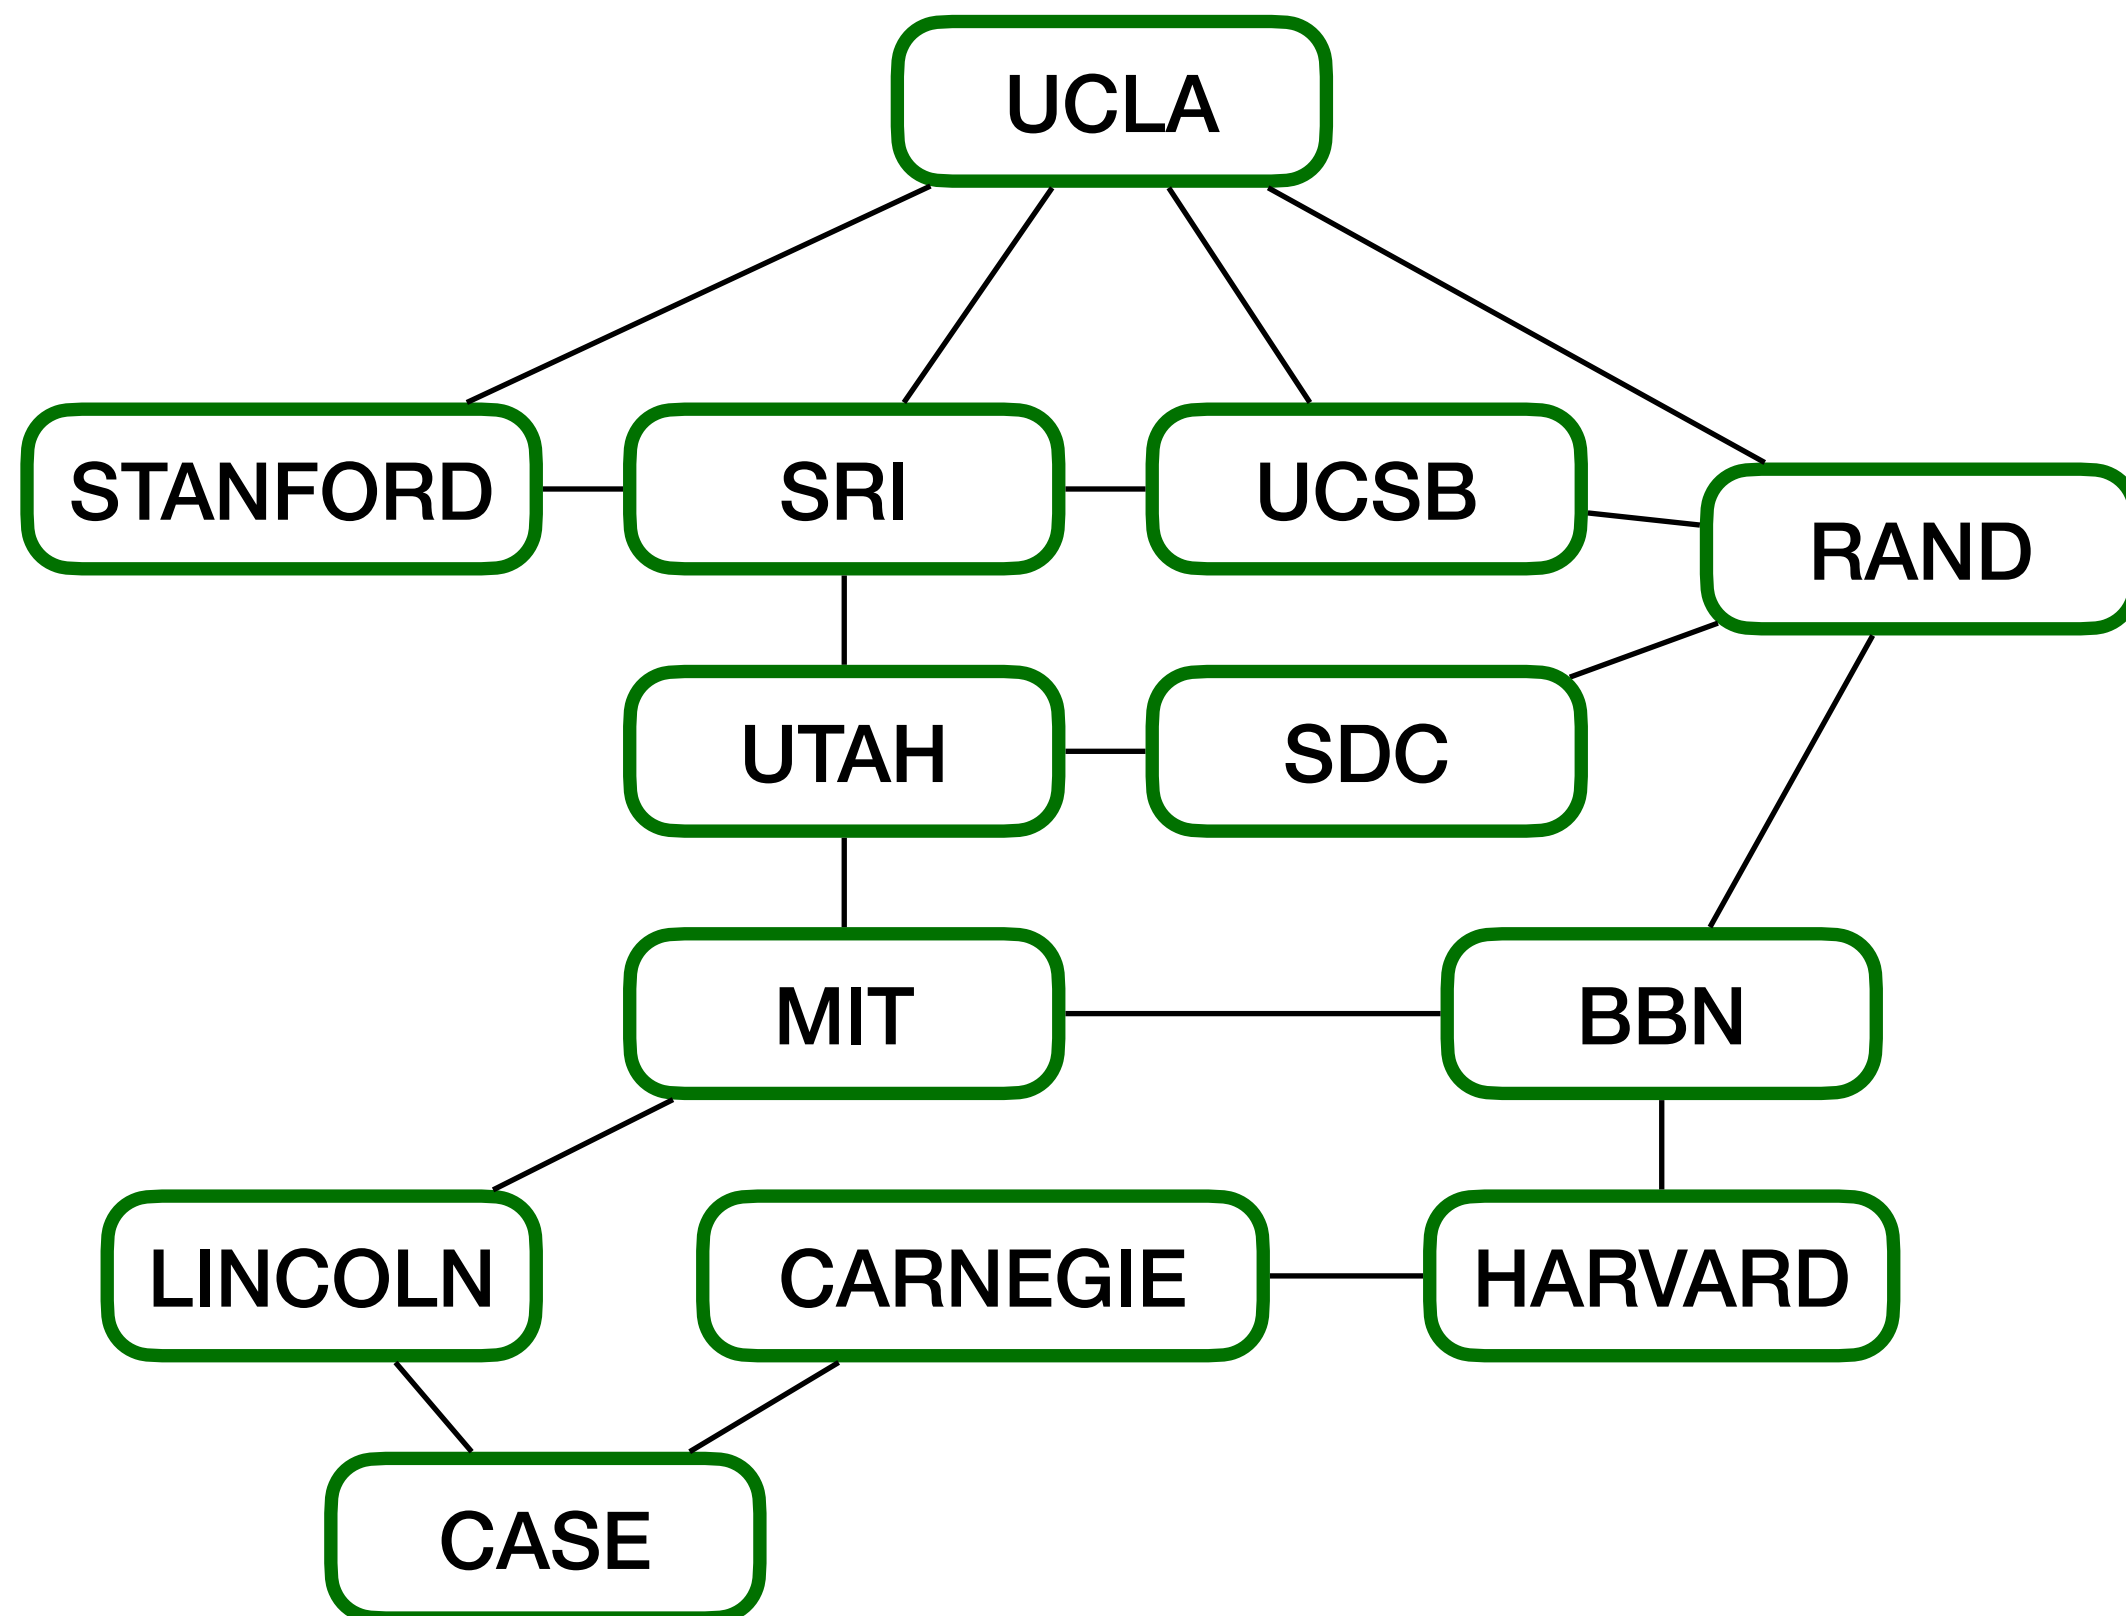 UCLA
STANFORD
SRI
UCSB
RAND
UTAH
SDC
MIT
BBN
LINCOLN
CARNEGIE
HARVARD
CASE